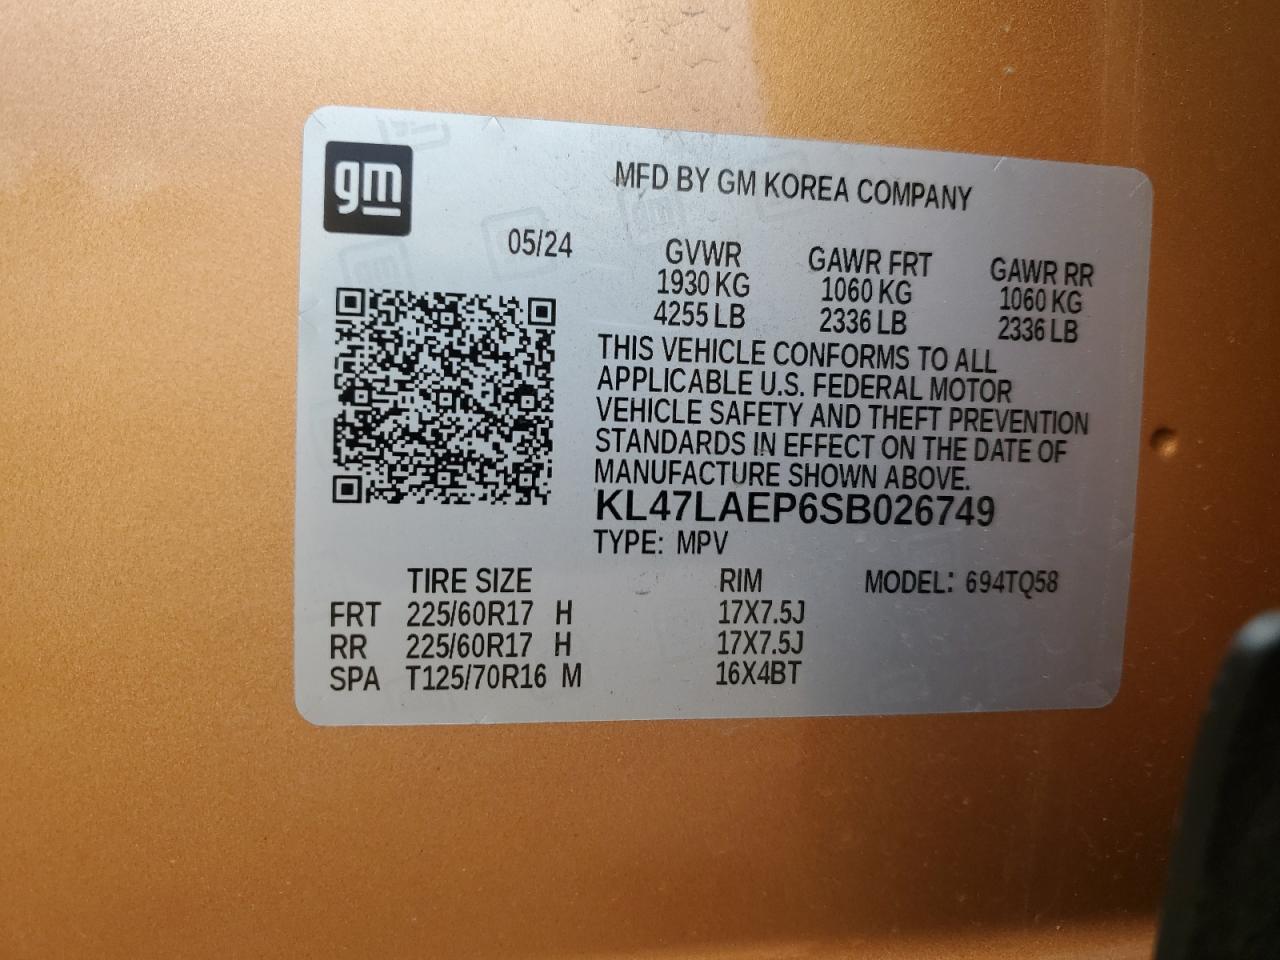 gm
MFD BY GM KOREA COMPANY
05/24
GVWR GAWR FRT GAWR RR
1930 KG 1060 KG 1060 KG
4255 LB 2336 LB 2336 LB
THIS VEHICLE CONFORMS TO ALL
APPLICABLE U.S. FEDERAL MOTOR
VEHICLE SAFETY AND THEFT PREVENTION
STANDARDS IN EFFECT ON THE DATE OF
MANUFACTURE SHOWN ABOVE.
KL47LAEP6SB026749
TYPE: MPV
TIRE SIZE RIM MODEL: 694TQ58
FRT 225/60R17 H 17X7.5J
RR 225/60R17 H 17X7.5J
SPA T125/70R16 M 16X4BT